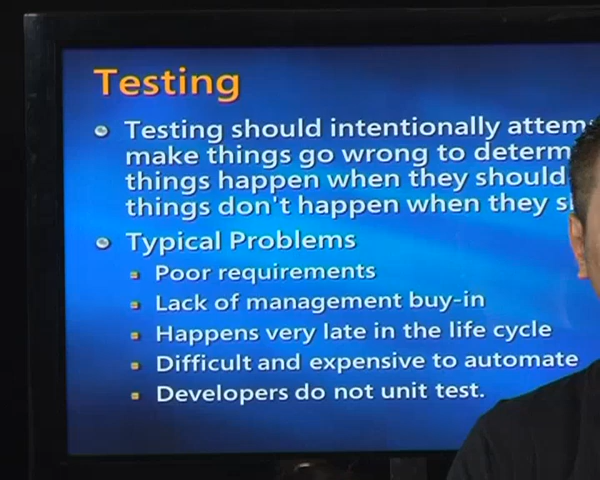 Testing
Testing should intentionally
make things go wrong to
things happen when they should
things don't happen when they
Typical Problems
Poor requirements
Lack of management buy-in
Happens very late in the life cycle
Difficult and expensive to automate
Developers do not unit test.